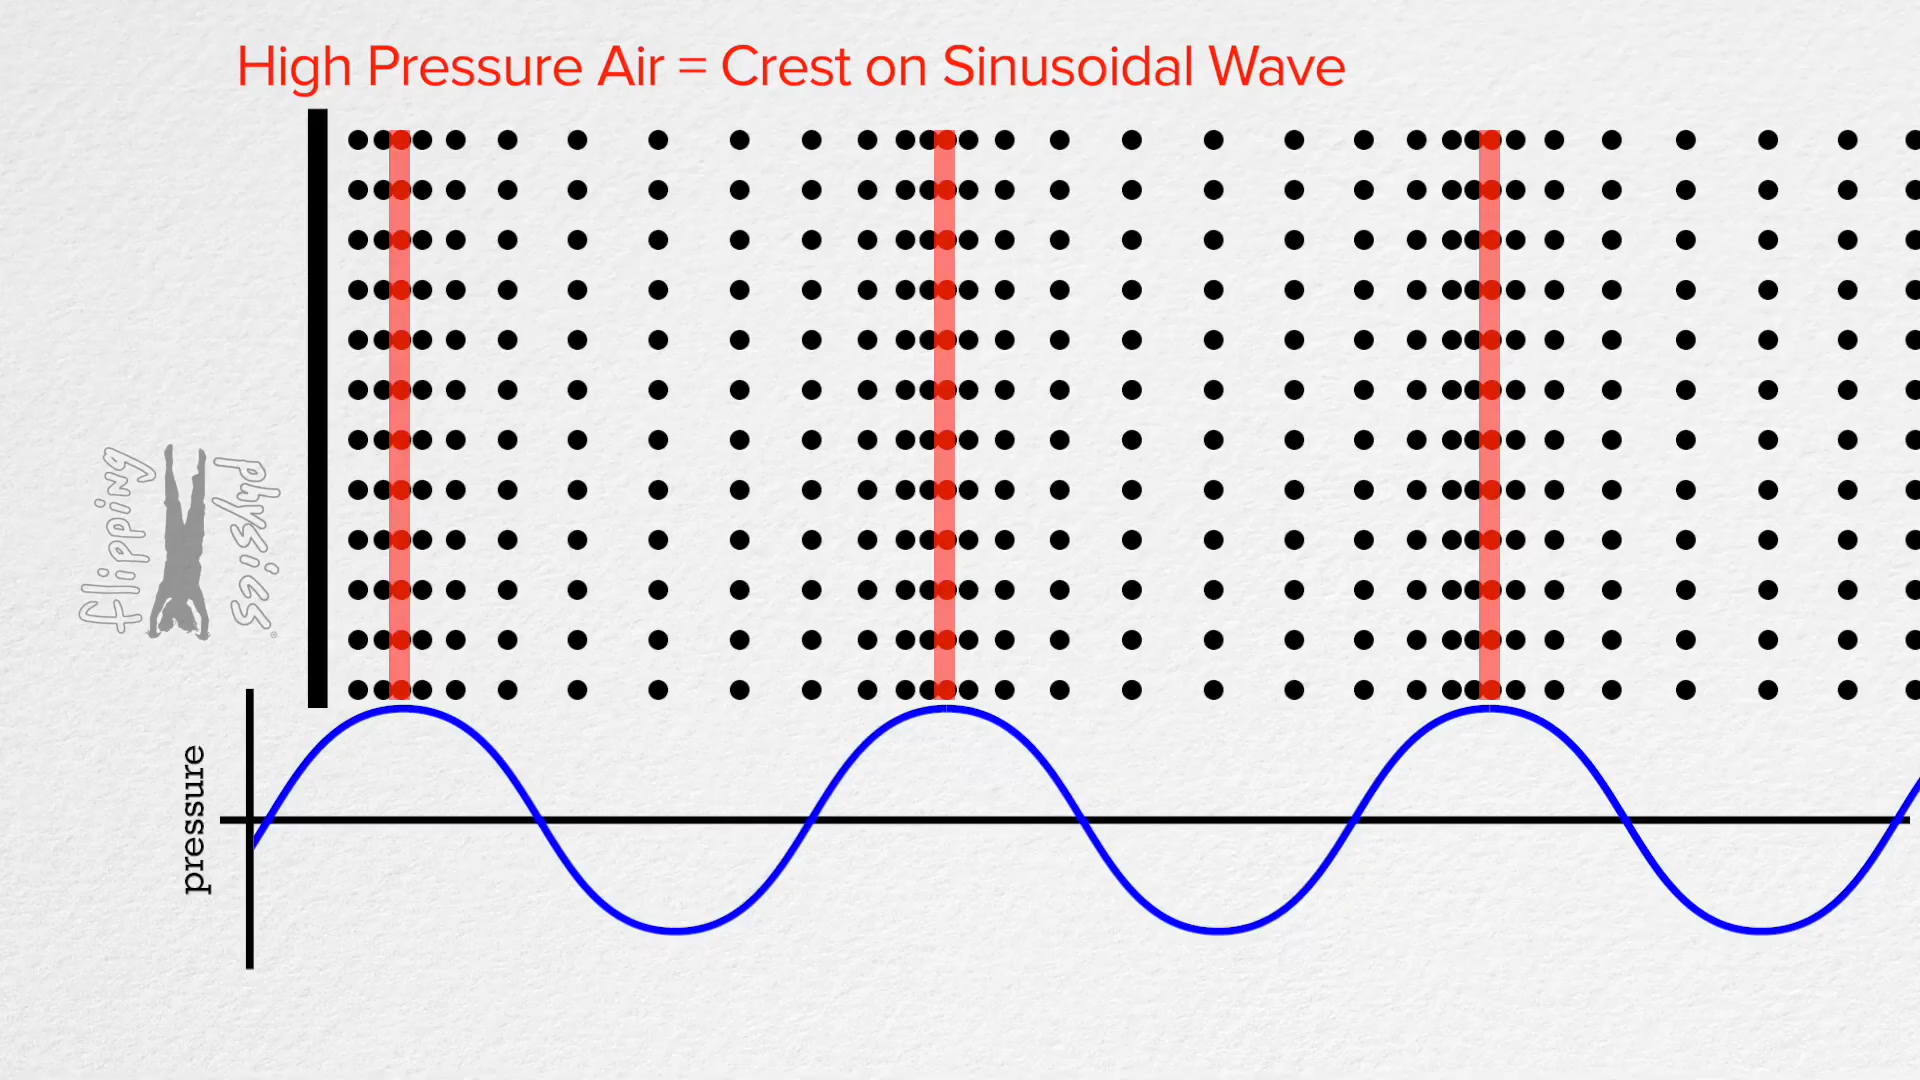 High Pressure Air = Crest on Sinusoidal Wave
flipping
physics
pressure